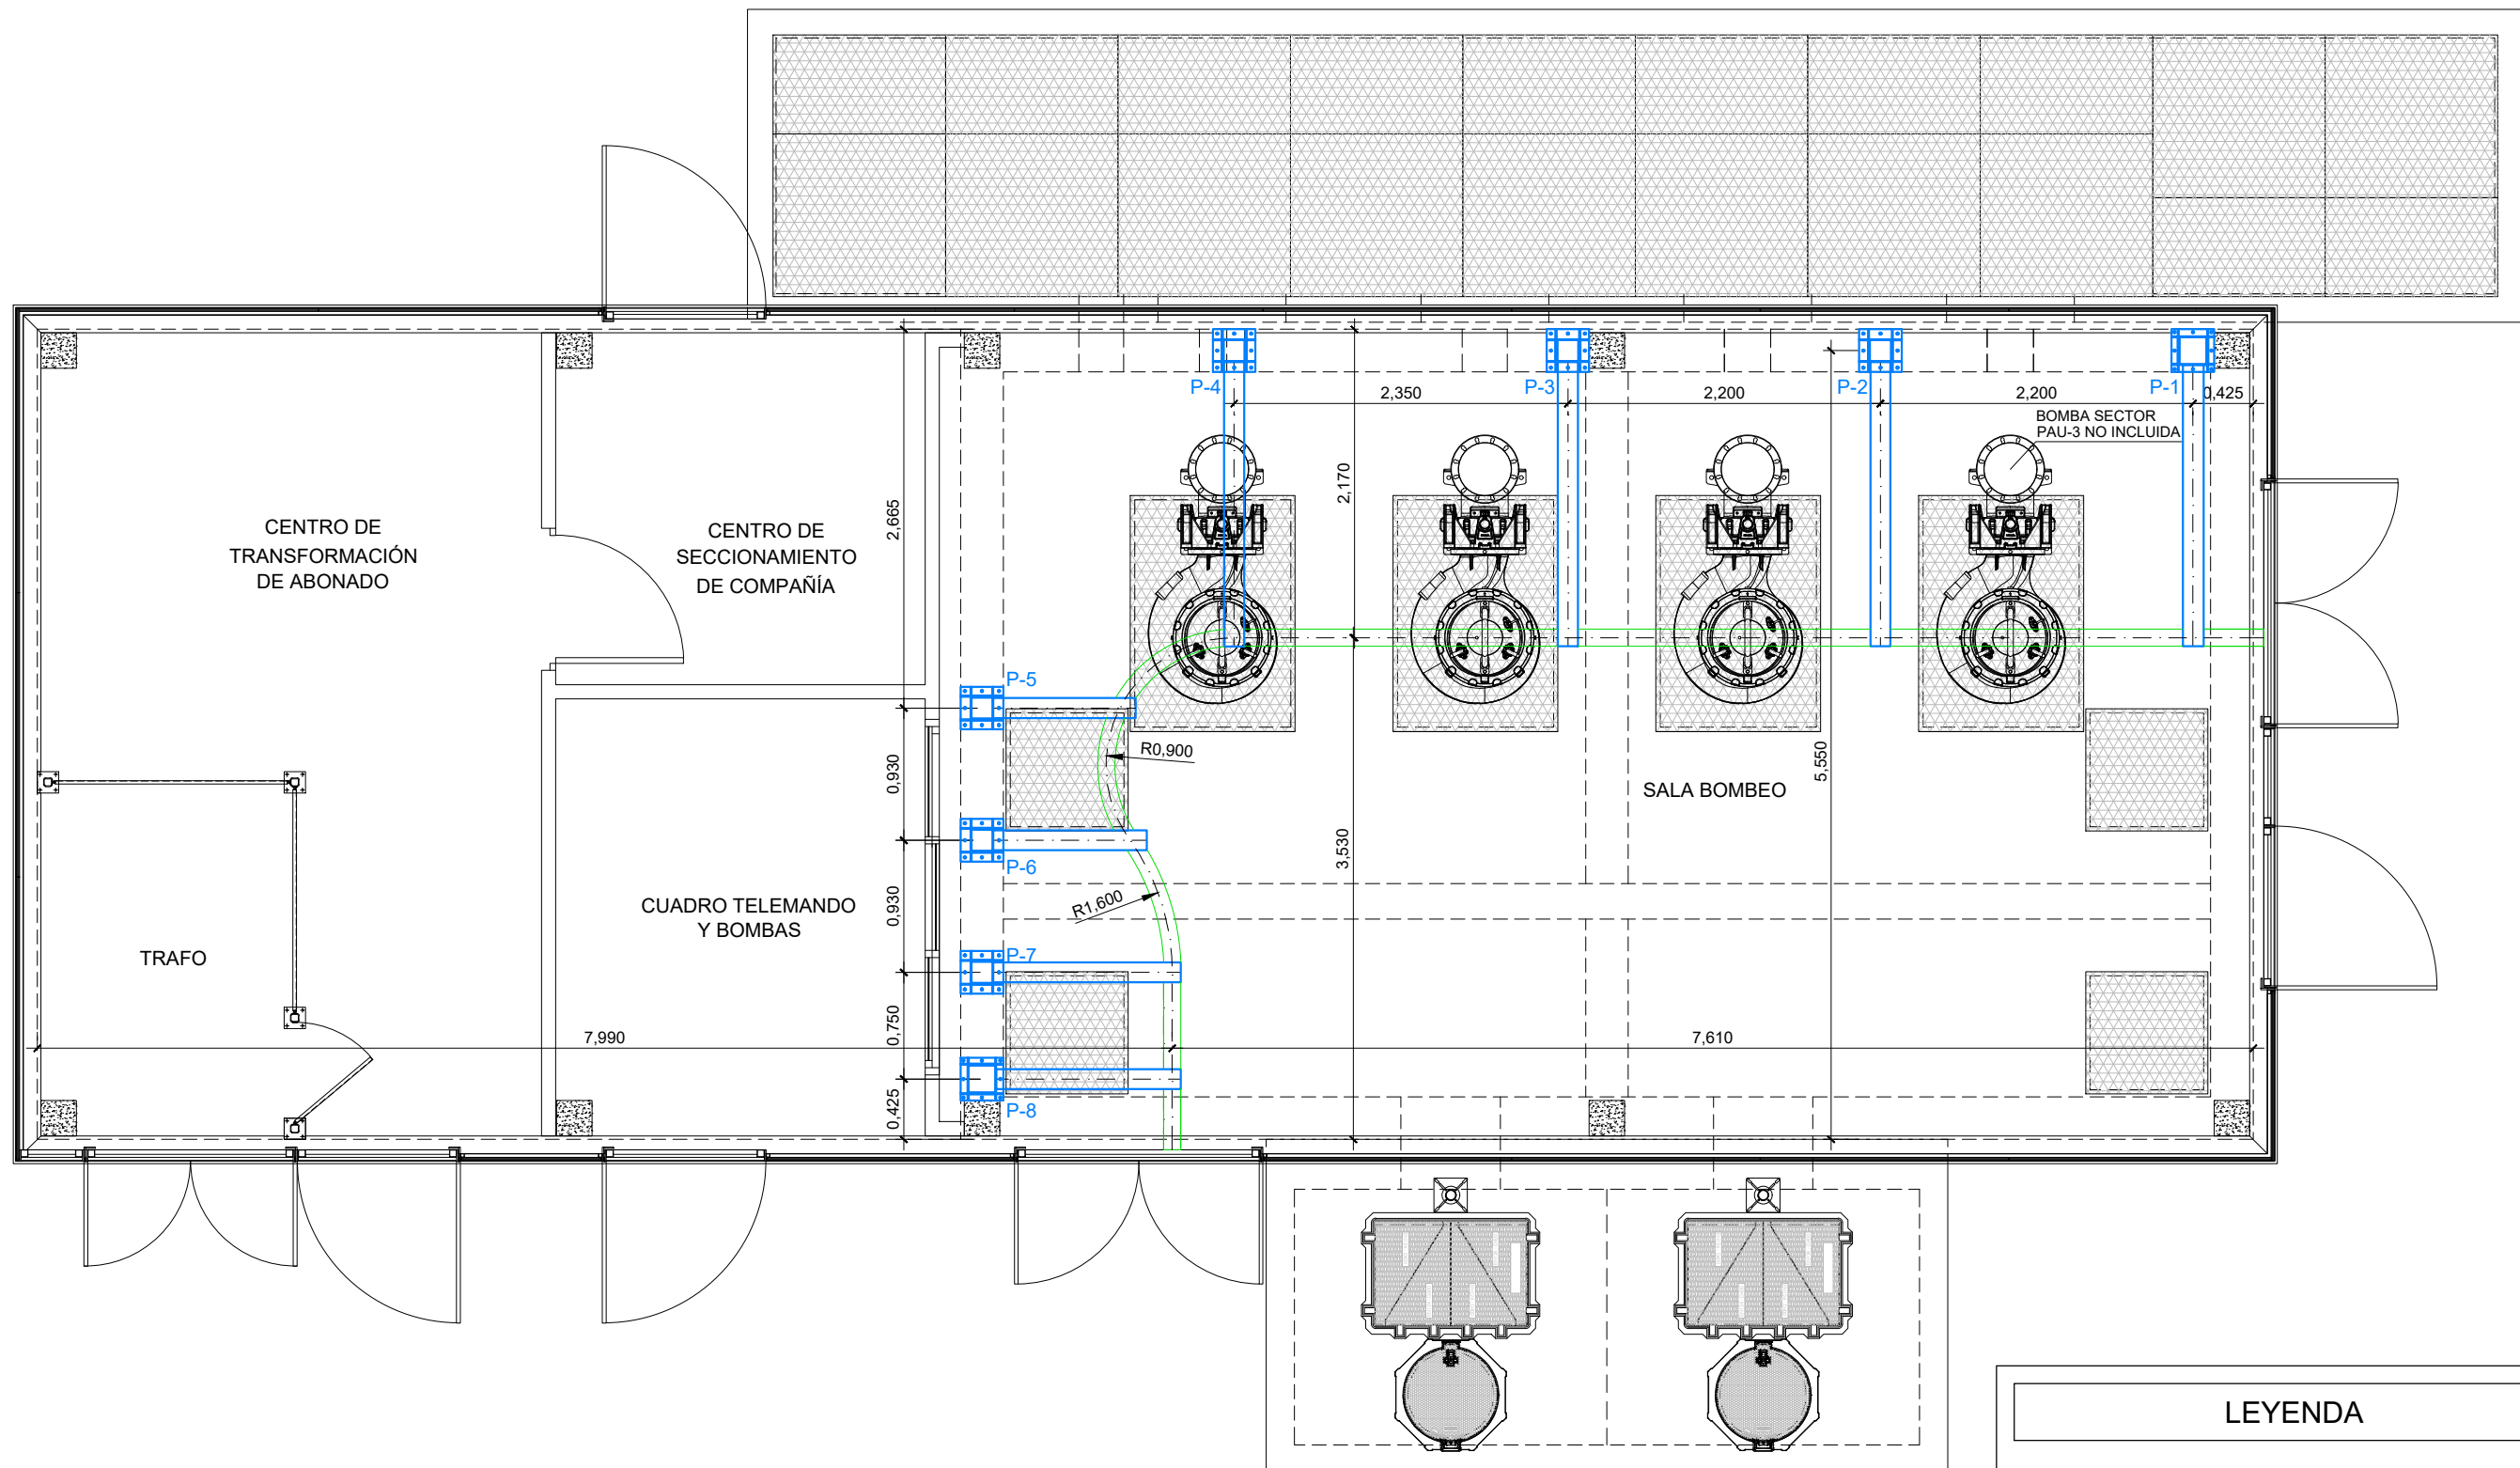 P-4
P-3
P-2
P-1
2,350
2,200
2,200
0,425
BOMBA SECTOR
PAU-3 NO INCLUIDA
2,665
2,170
CENTRO DE
TRANSFORMACIÓN
DE ABONADO
CENTRO DE
SECCIONAMIENTO
DE COMPAÑÍA
P-5
R0,900
0,930
5,550
SALA BOMBEO
3,530
P-6
R1,600
0,930
CUADRO TELEMANDO
Y BOMBAS
TRAFO
P-7
0,750
7,990
7,610
0,425
P-8
LEYENDA